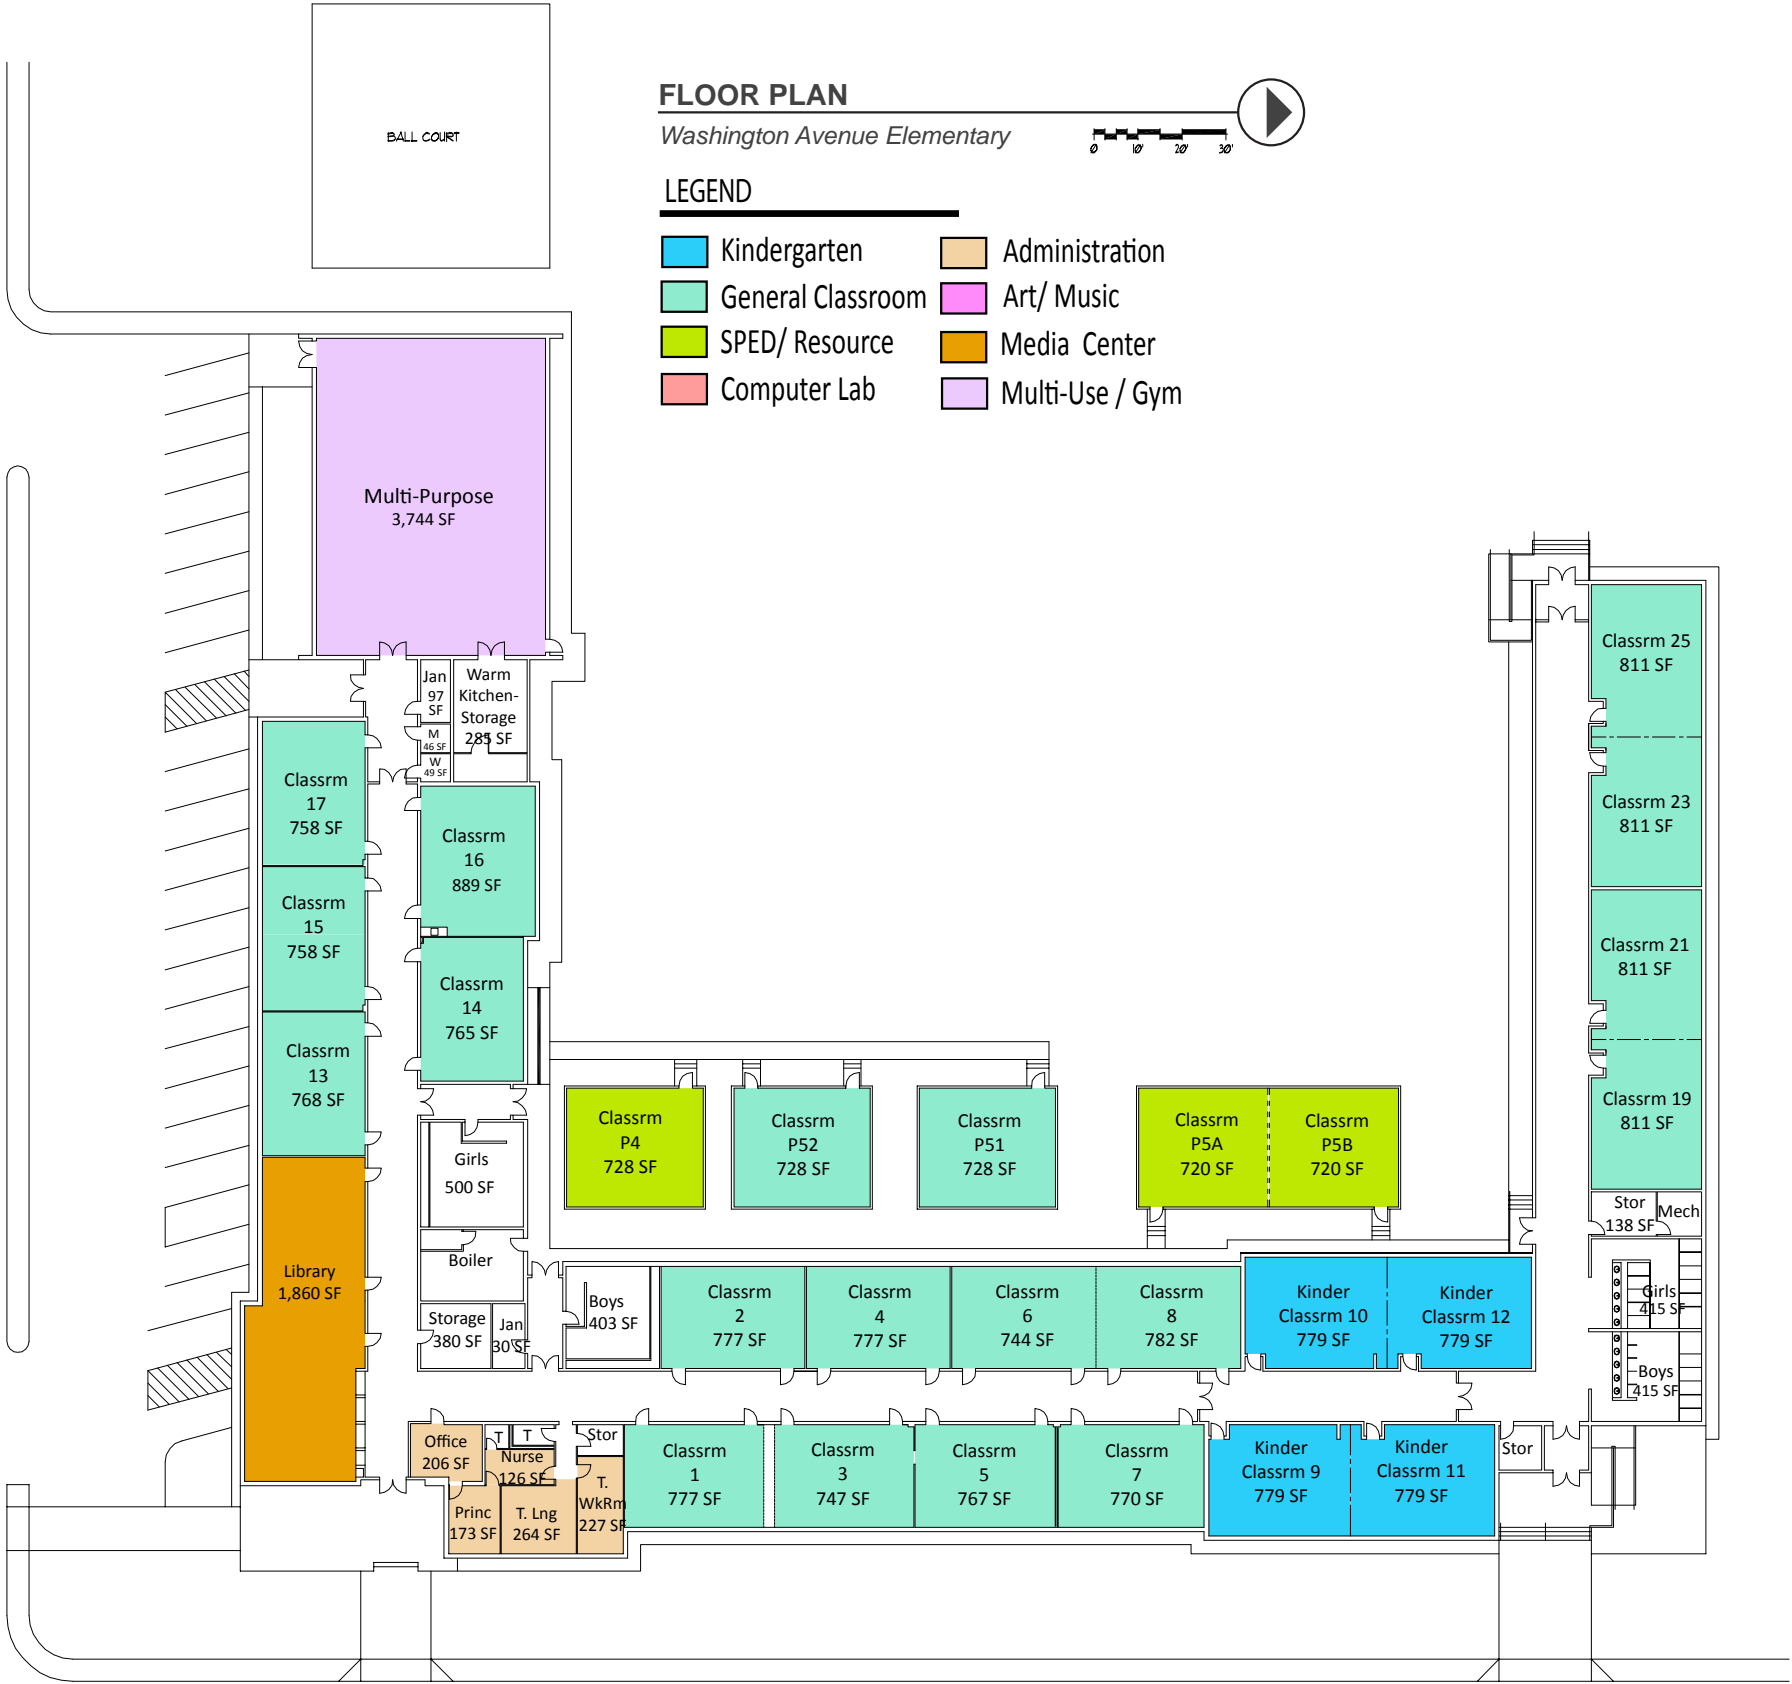 FLOOR PLAN
Washington Avenue Elementary
0 10' 20' 30'
BALL COURT
LEGEND
Kindergarten
General Classroom
SPED/ Resource
Computer Lab
Administration
Art/ Music
Media Center
Multi-Use / Gym
Multi-Purpose
3,744 SF
Jan
97
SF
Warm
Kitchen-
Storage
285 SF
M
46 SF
W
49 SF
Classrm
17
758 SF
Classrm
16
889 SF
Classrm
15
758 SF
Classrm
14
765 SF
Classrm
13
768 SF
Library
1,860 SF
Girls
500 SF
Boiler
Storage
380 SF
Jan
30 SF
Boys
403 SF
Classrm
P4
728 SF
Classrm
P52
728 SF
Classrm
P51
728 SF
Classrm
P5A
720 SF
Classrm
P5B
720 SF
Classrm
2
777 SF
Classrm
4
777 SF
Classrm
6
744 SF
Classrm
8
782 SF
Kinder
Classrm 10
779 SF
Kinder
Classrm 12
779 SF
Classrm 25
811 SF
Classrm 23
811 SF
Classrm 21
811 SF
Classrm 19
811 SF
Stor
138 SF
Mech
Girls
415 SF
Boys
415 SF
Office
206 SF
T
T
Nurse
126 SF
Stor
Princ
173 SF
T. Lng
264 SF
T.
WkRm
227 SF
Classrm
1
777 SF
Classrm
3
747 SF
Classrm
5
767 SF
Classrm
7
770 SF
Kinder
Classrm 9
779 SF
Kinder
Classrm 11
779 SF
Stor